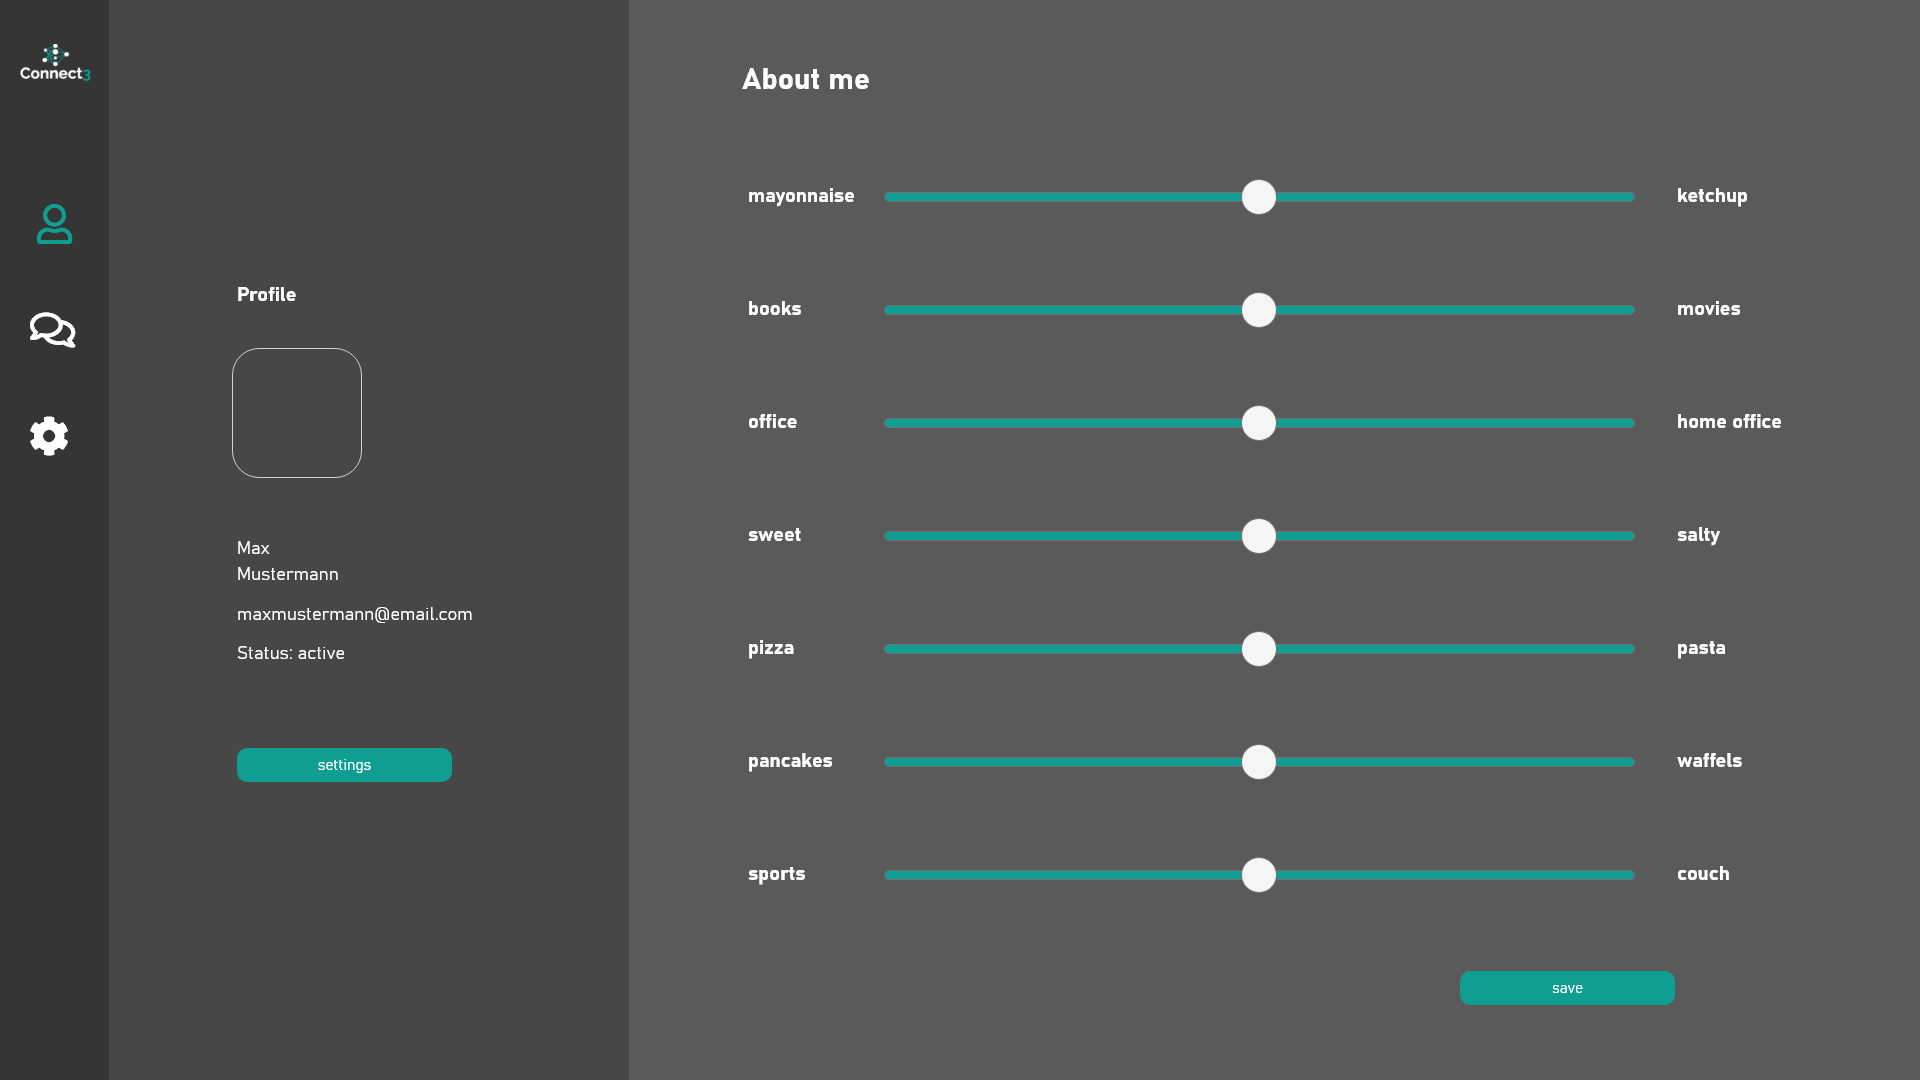 Connect3
Profile
Max
Mustermann
maxmustermann@email.com
Status: active
settings
About me
mayonnaise ketchup
books movies
office home office
sweet salty
pizza pasta
pancakes waffels
sports couch
save